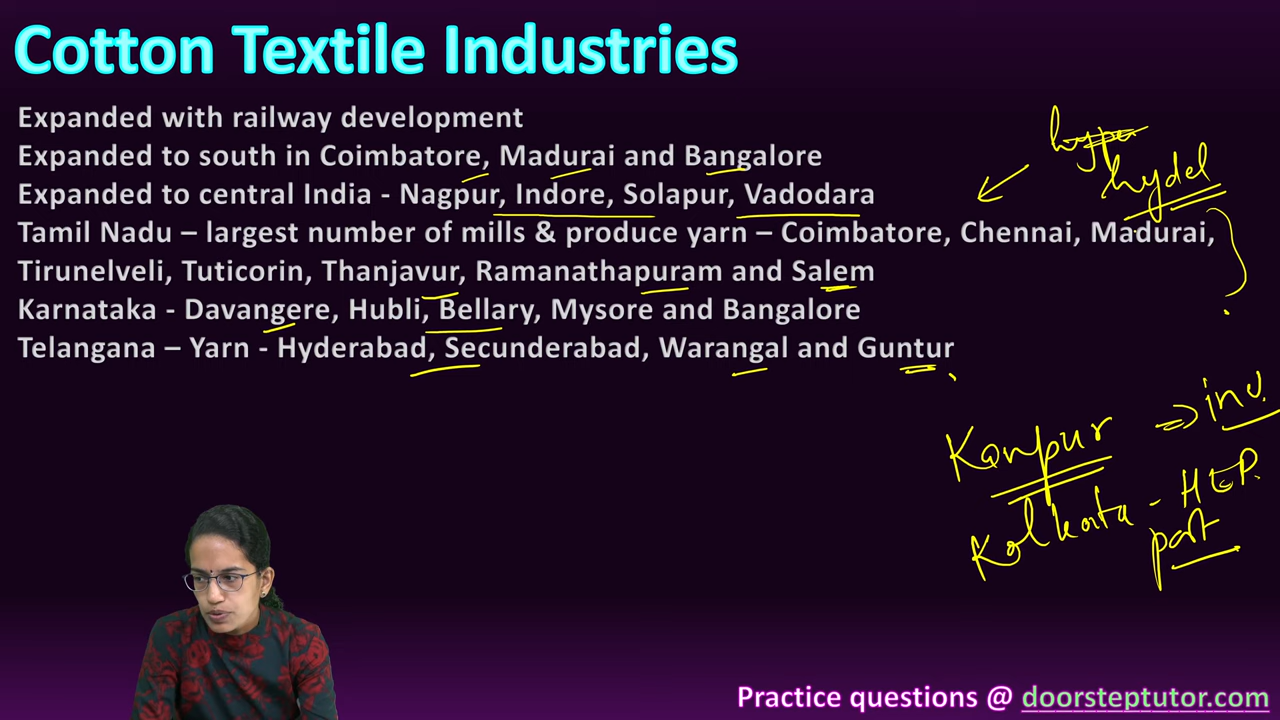 Cotton Textile Industries
Expanded with railway development
Expanded to south in Coimbatore, Madurai and Bangalore
Expanded to central India - Nagpur, Indore, Solapur, Vadodara
Tamil Nadu – largest number of mills & produce yarn – Coimbatore, Chennai, Madurai,
Tirunelveli, Tuticorin, Thanjavur, Ramanathapuram and Salem
Karnataka - Davangere, Hubli, Bellary, Mysore and Bangalore
Telangana – Yarn - Hyderabad, Secunderabad, Warangal and Guntur
hydel
Kanpur ⇒ inv.
Kolkata - HEP
port
Practice questions @ doorsteptutor.com